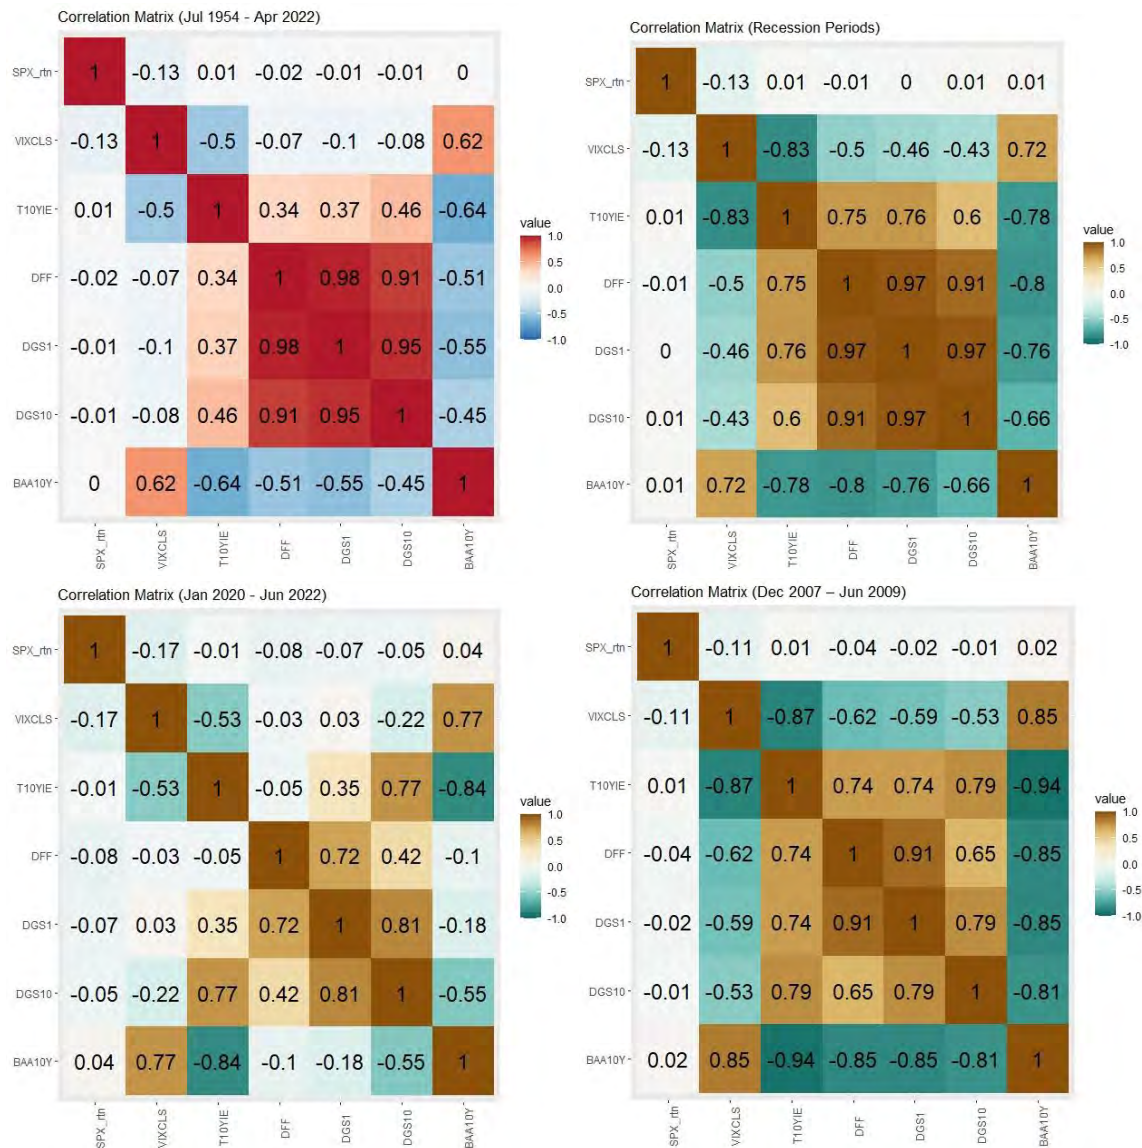 Correlation Matrix (Jul 1954 - Apr 2022)
SPX_rtn 1 -0.13 0.01 -0.02 -0.01 -0.01 0
VIXCLS -0.13 1 -0.5 -0.07 -0.1 -0.08 0.62
T10YIE 0.01 -0.5 1 0.34 0.37 0.46 -0.64
DFF -0.02 -0.07 0.34 1 0.98 0.91 -0.51
DGS1 -0.01 -0.1 0.37 0.98 1 0.95 -0.55
DGS10 -0.01 -0.08 0.46 0.91 0.95 1 -0.45
BAA10Y 0 0.62 -0.64 -0.51 -0.55 -0.45 1
SPX_rtn VIXCLS T10YIE DFF DGS1 DGS10 BAA10Y
value
1.0
0.5
0.0
-0.5
-1.0
Correlation Matrix (Recession Periods)
SPX_rtn 1 -0.13 0.01 -0.01 0 0.01 0.01
VIXCLS -0.13 1 -0.83 -0.5 -0.46 -0.43 0.72
T10YIE 0.01 -0.83 1 0.75 0.76 0.6 -0.78
DFF -0.01 -0.5 0.75 1 0.97 0.91 -0.8
DGS1 0 -0.46 0.76 0.97 1 0.97 -0.76
DGS10 0.01 -0.43 0.6 0.91 0.97 1 -0.66
BAA10Y 0.01 0.72 -0.78 -0.8 -0.76 -0.66 1
SPX_rtn VIXCLS T10YIE DFF DGS1 DGS10 BAA10Y
value
1.0
0.5
0.0
-0.5
-1.0
Correlation Matrix (Jan 2020 - Jun 2022)
SPX_rtn 1 -0.17 -0.01 -0.08 -0.07 -0.05 0.04
VIXCLS -0.17 1 -0.53 -0.03 0.03 -0.22 0.77
T10YIE -0.01 -0.53 1 -0.05 0.35 0.77 -0.84
DFF -0.08 -0.03 -0.05 1 0.72 0.42 -0.1
DGS1 -0.07 0.03 0.35 0.72 1 0.81 -0.18
DGS10 -0.05 -0.22 0.77 0.42 0.81 1 -0.55
BAA10Y 0.04 0.77 -0.84 -0.1 -0.18 -0.55 1
SPX_rtn VIXCLS T10YIE DFF DGS1 DGS10 BAA10Y
value
1.0
0.5
0.0
-0.5
-1.0
Correlation Matrix (Dec 2007 – Jun 2009)
SPX_rtn 1 -0.11 0.01 -0.04 -0.02 -0.01 0.02
VIXCLS -0.11 1 -0.87 -0.62 -0.59 -0.53 0.85
T10YIE 0.01 -0.87 1 0.74 0.74 0.79 -0.94
DFF -0.04 -0.62 0.74 1 0.91 0.65 -0.85
DGS1 -0.02 -0.59 0.74 0.91 1 0.79 -0.85
DGS10 -0.01 -0.53 0.79 0.65 0.79 1 -0.81
BAA10Y 0.02 0.85 -0.94 -0.85 -0.85 -0.81 1
SPX_rtn VIXCLS T10YIE DFF DGS1 DGS10 BAA10Y
value
1.0
0.5
0.0
-0.5
-1.0